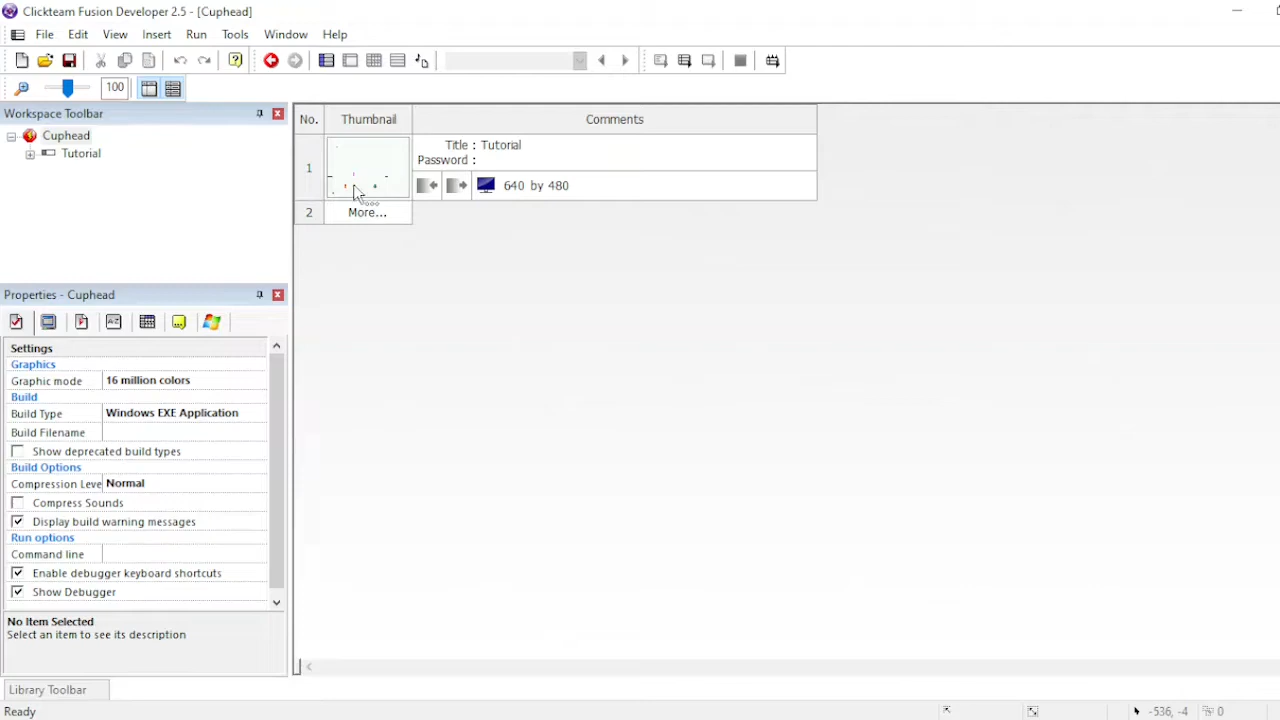 Clickteam Fusion Developer 2.5 - [Cuphead]
File Edit View Insert Run Tools Window Help
100
Workspace Toolbar
Cuphead
Tutorial
No. Thumbnail Comments
1
Title : Tutorial
Password :
640 by 480
2 More...
Properties - Cuphead
Settings
Graphics
Graphic mode 16 million colors
Build
Build Type Windows EXE Application
Build Filename
Show deprecated build types
Build Options
Compression Leve Normal
Compress Sounds
Display build warning messages
Run options
Command line
Enable debugger keyboard shortcuts
Show Debugger
No Item Selected
Select an item to see its description
Library Toolbar
Ready
-536, -4
0